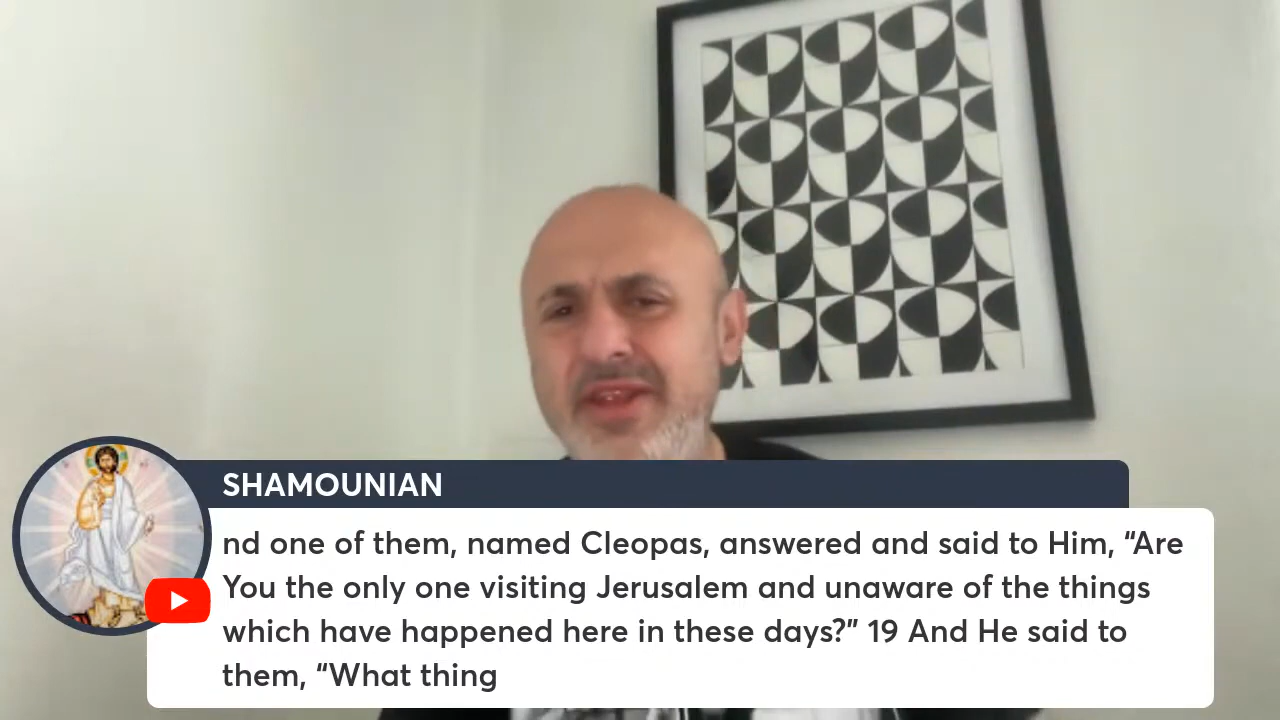 SHAMOUNIAN
nd one of them, named Cleopas, answered and said to Him, “Are
You the only one visiting Jerusalem and unaware of the things
which have happened here in these days?” 19 And He said to
them, “What thing